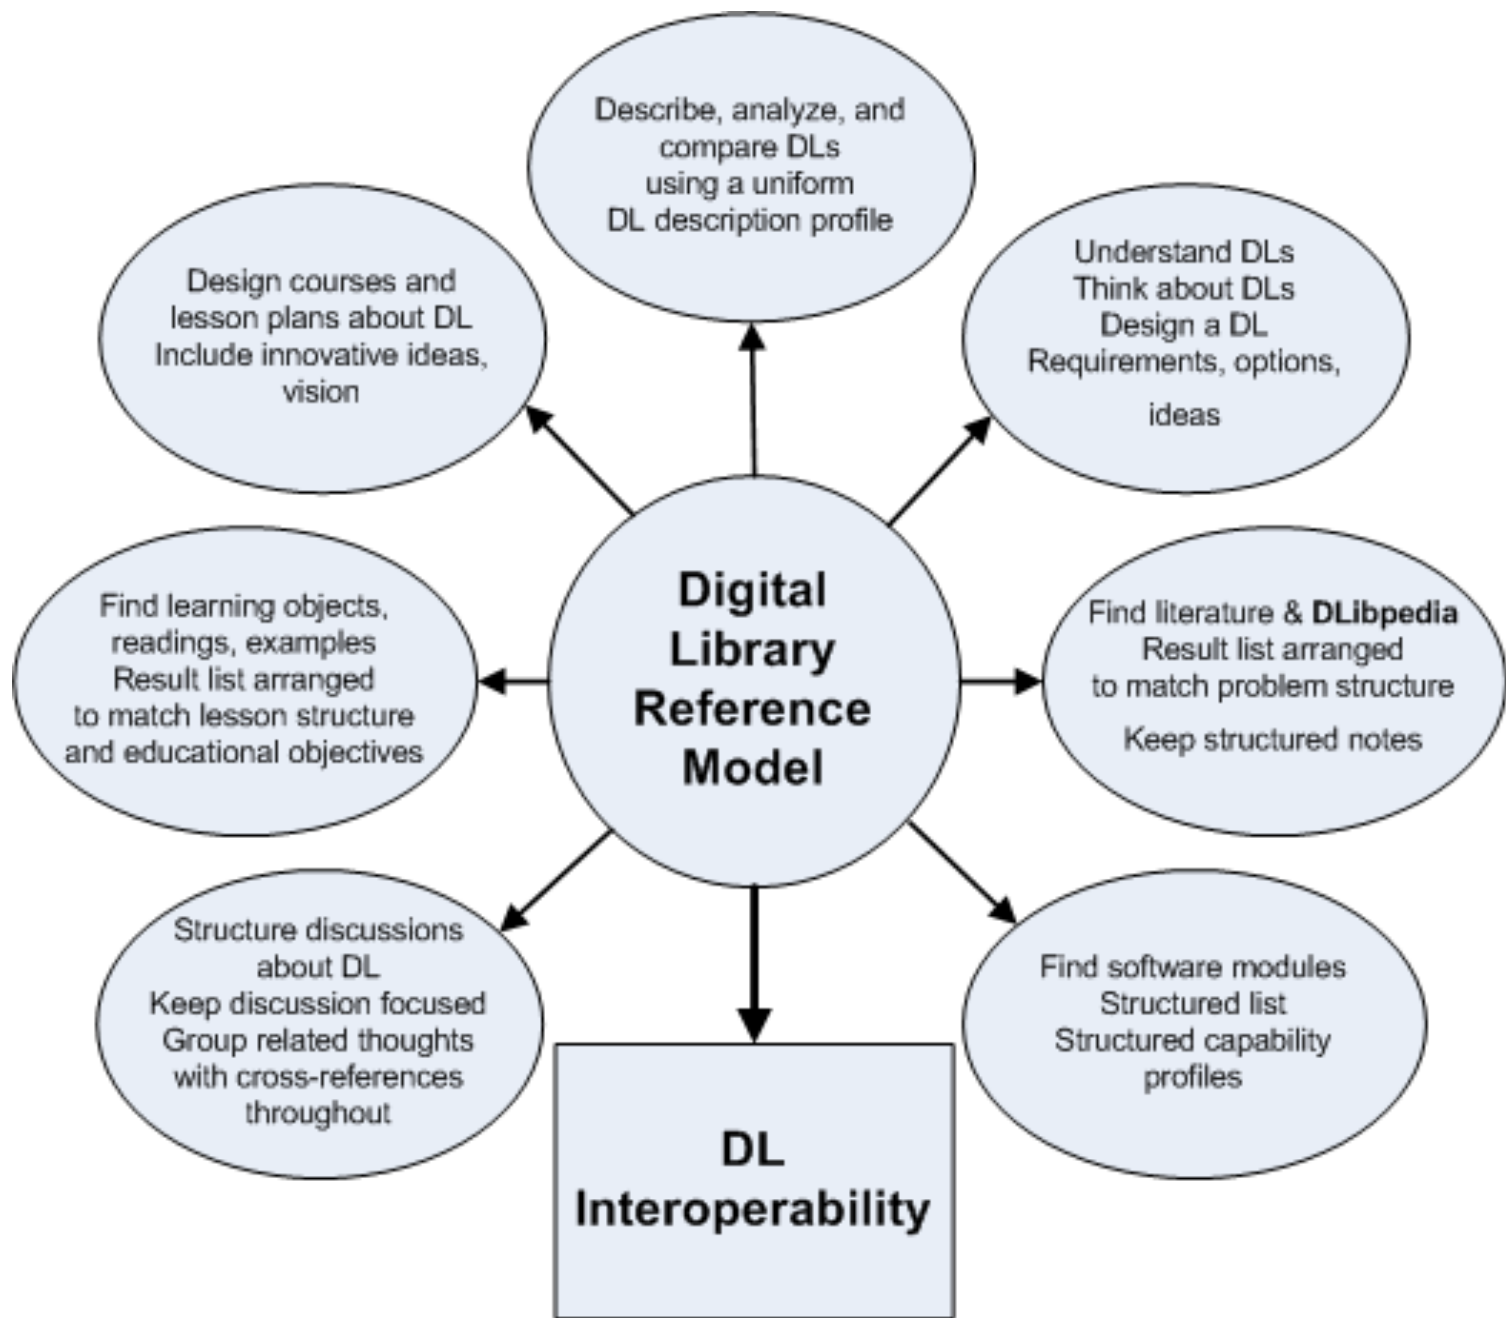 Describe, analyze, and
compare DLs
using a uniform
DL description profile
Design courses and
lesson plans about DL
Include innovative ideas,
vision
Understand DLs
Think about DLs
Design a DL
Requirements, options,
ideas
Find learning objects,
readings, examples
Result list arranged
to match lesson structure
and educational objectives
Digital
Library
Reference
Model
Find literature & DLibpedia
Result list arranged
to match problem structure
Keep structured notes
Structure discussions
about DL
Keep discussion focused
Group related thoughts
with cross-references
throughout
DL
Interoperability
Find software modules
Structured list
Structured capability
profiles